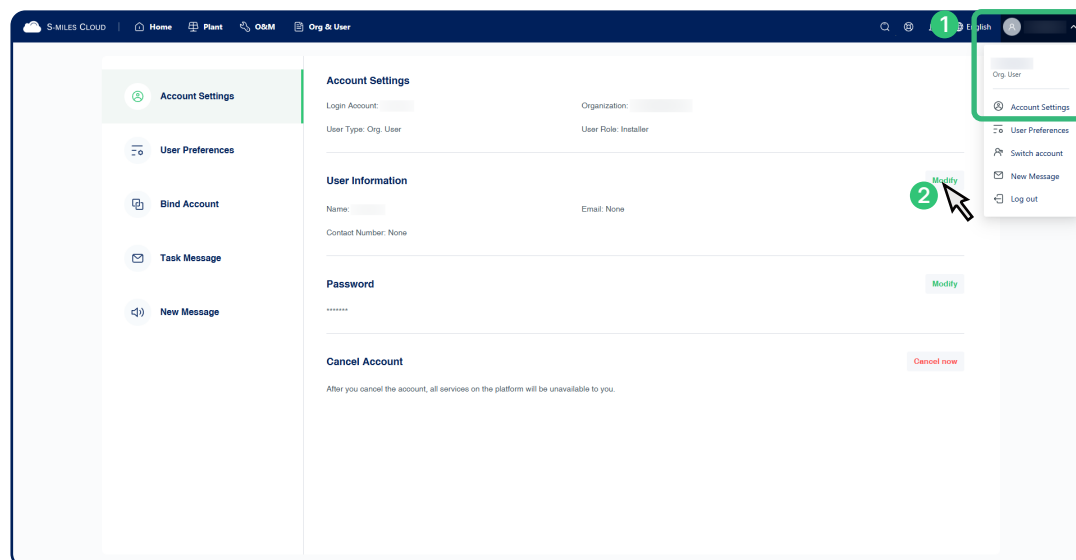 S-MILES CLOUD Home Plant O&M Org & User English
1
Org. User
Account Settings
User Preferences
Switch account
New Message
Log out
Account Settings
User Preferences
Bind Account
Task Message
New Message
Account Settings
Login Account: Organization:
User Type: Org. User User Role: Installer
User Information Modify
2
Name: Email: None
Contact Number: None
Password Modify
*******
Cancel Account Cancel now
After you cancel the account, all services on the platform will be unavailable to you.